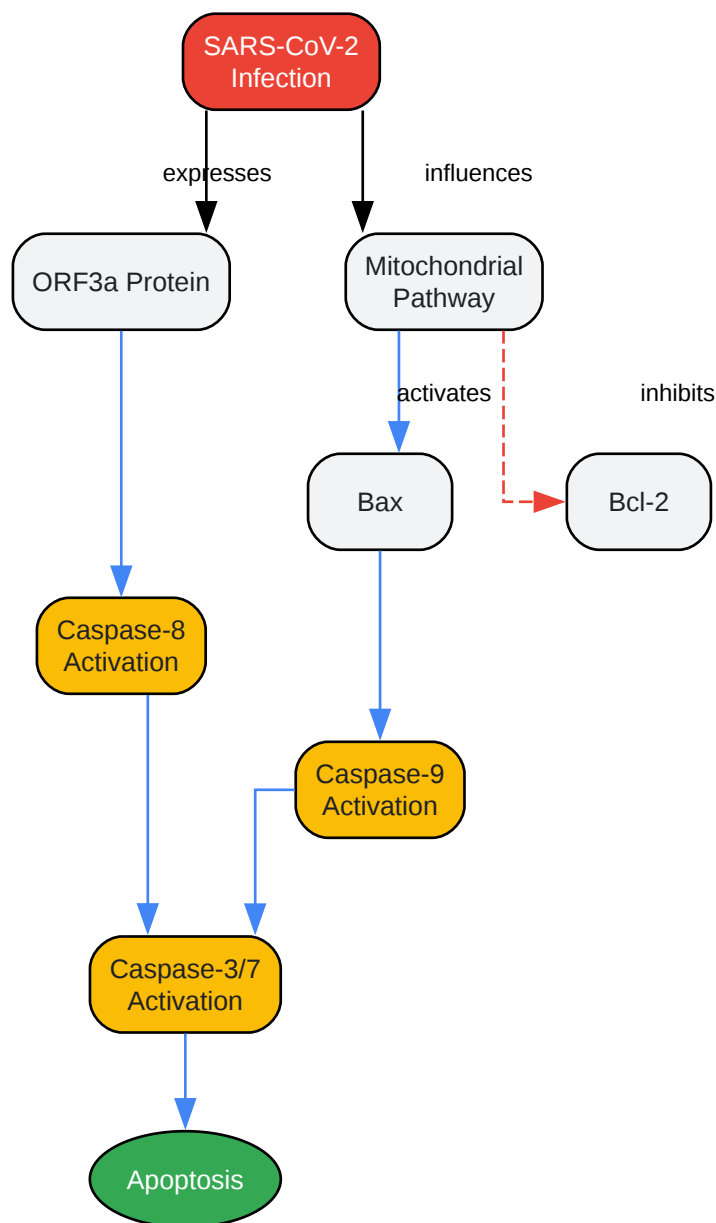 SARS-CoV-2
Infection
expresses
influences
ORF3a Protein
Mitochondrial
Pathway
activates
inhibits
Bax
Bcl-2
Caspase-8
Activation
Caspase-9
Activation
Caspase-3/7
Activation
Apoptosis